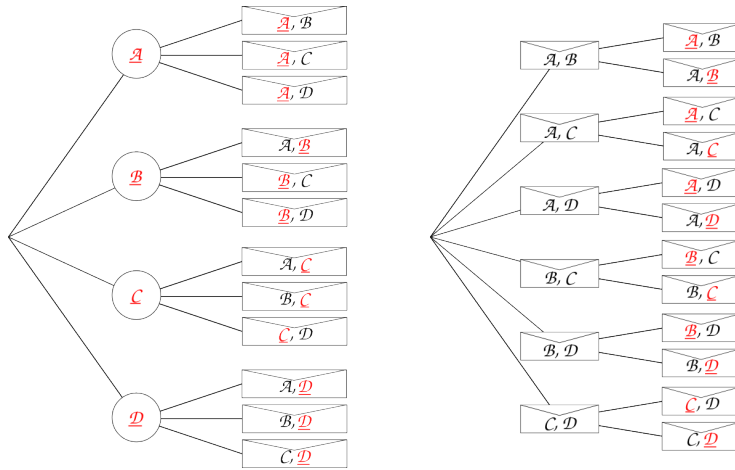 A
A, B
A, C
A, D
B
A, B
B, C
B, D
C
A, C
B, C
C, D
D
A, D
B, D
C, D
A, B
A, B
A, B
A, C
A, C
A, C
A, D
A, D
A, D
B, C
B, C
B, C
B, D
B, D
B, D
C, D
C, D
C, D